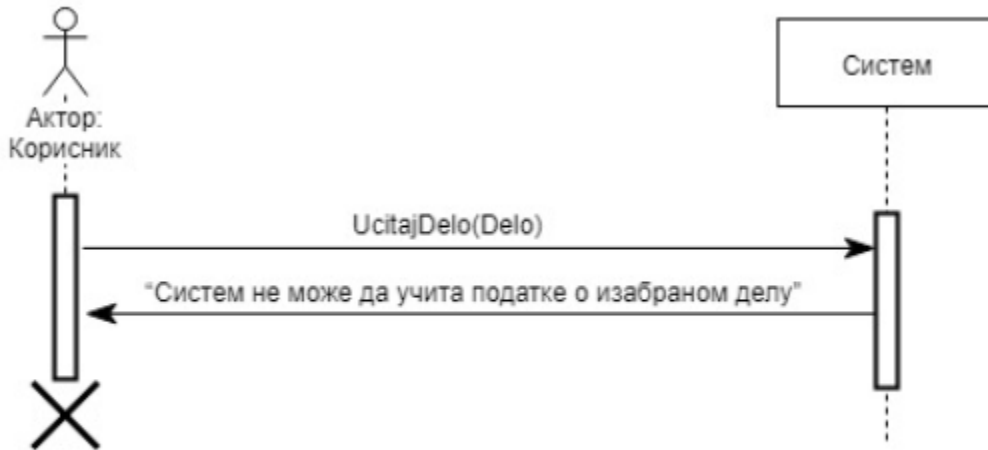 Систем
Актор:
Корисник
UcitajDelo(Delo)
“Систем не може да учита податке о изабраном делу”